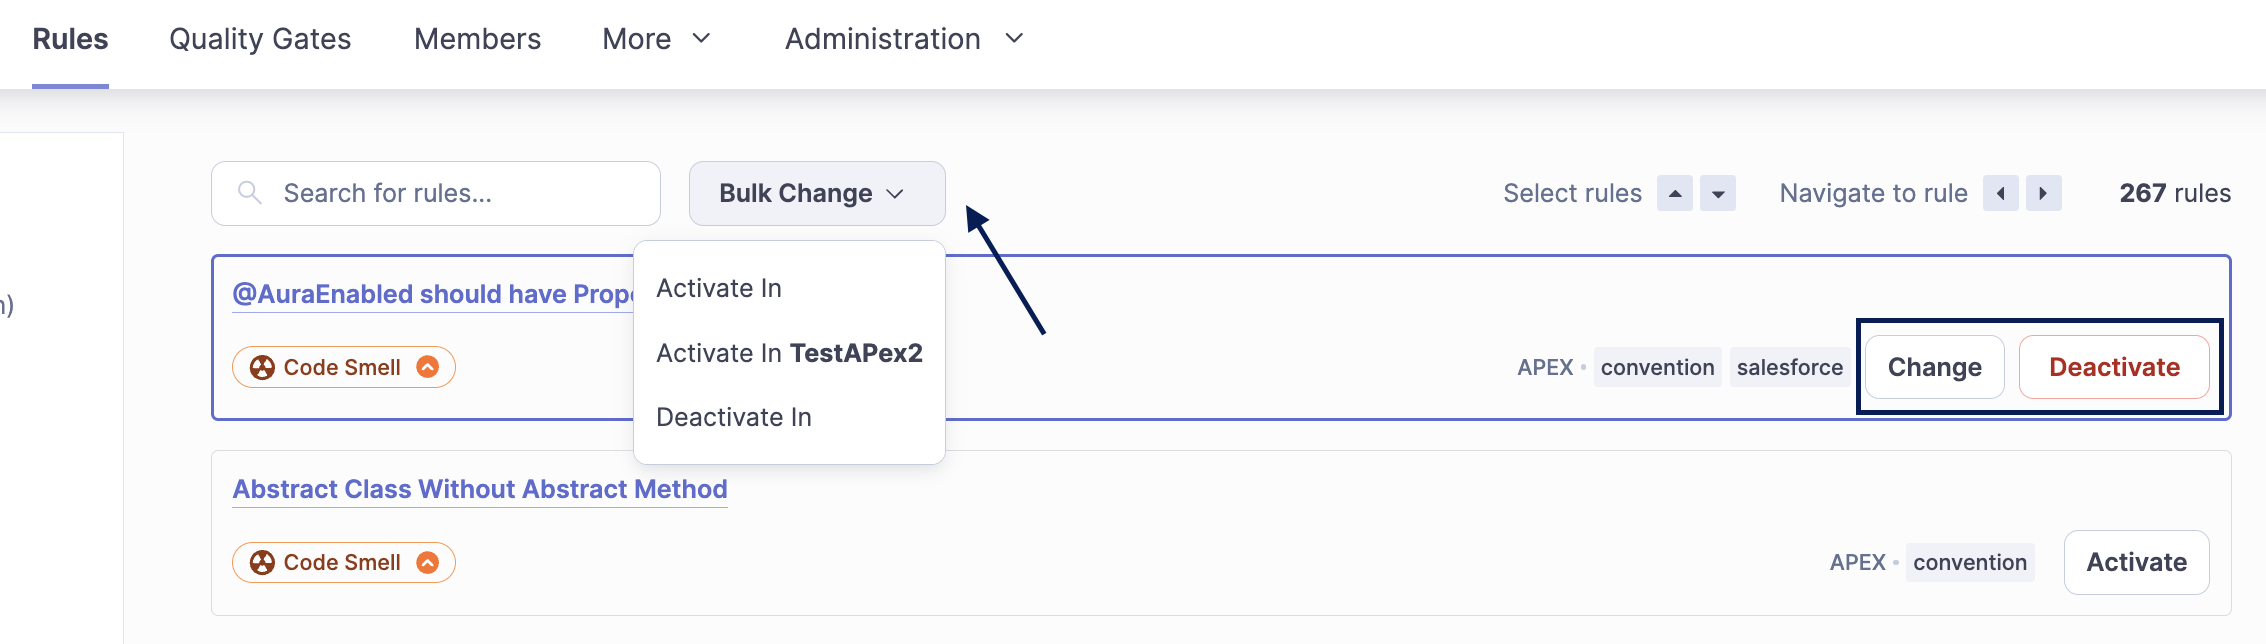 Rules Quality Gates Members More Administration
Search for rules... Bulk Change Select rules Navigate to rule 267 rules
Activate In
@AuraEnabled should have Prop
Activate In TestAPex2
Code Smell APEX • convention salesforce Change Deactivate
Deactivate In
Abstract Class Without Abstract Method
Code Smell APEX • convention Activate